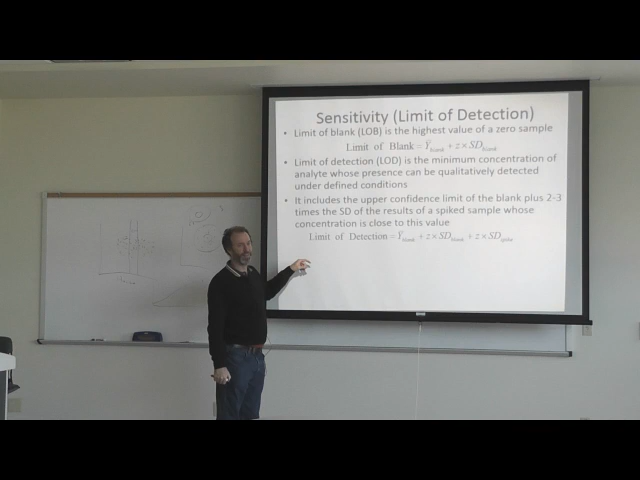 Sensitivity (Limit of Detection)
• Limit of blank (LOB) is the highest value of a zero sample
Limit of Blank = Ȳblank + z × SDblank
• Limit of detection (LOD) is the minimum concentration of
analyte whose presence can be qualitatively detected
under defined conditions
• It includes the upper confidence limit of the blank plus 2-3
times the SD of the results of a spiked sample whose
concentration is close to this value
Limit of Detection = Ȳblank + z × SDblank + z × SDspike